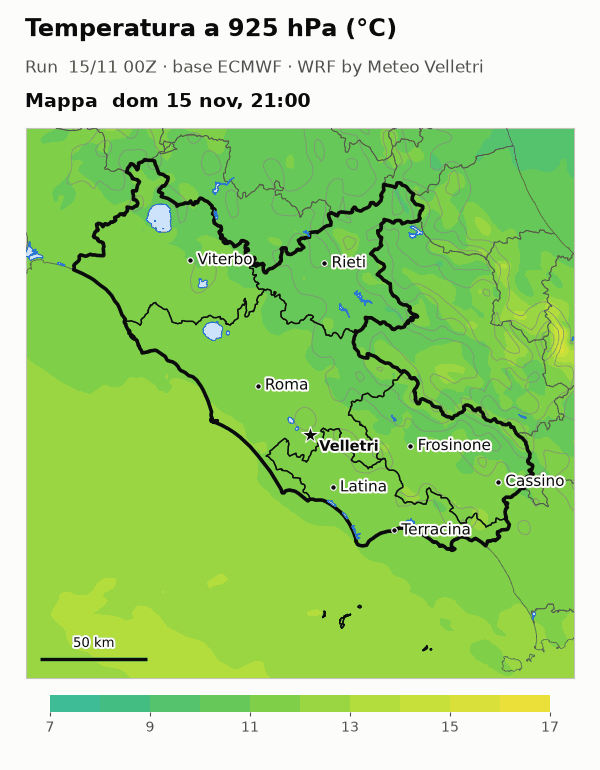 Temperatura a 925 hPa (°C)
Run  15/11 00Z · base ECMWF · WRF by Meteo Velletri
Mappa  dom 15 nov, 21:00
Viterbo
Rieti
Roma
Velletri
Frosinone
Latina
Cassino
Terracina
50 km
7 9 11 13 15 17